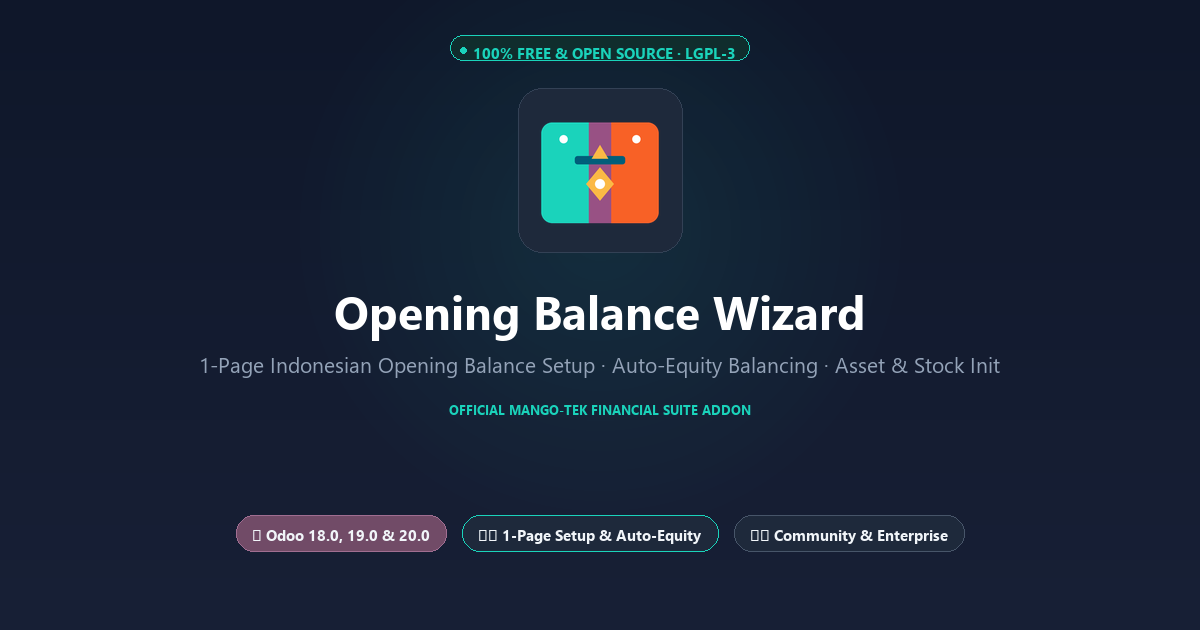 100% FREE & OPEN SOURCE · LGPL-3
Opening Balance Wizard
1-Page Indonesian Opening Balance Setup · Auto-Equity Balancing · Asset & Stock Init
OFFICIAL MANGO-TEK FINANCIAL SUITE ADDON
Odoo 18.0, 19.0 & 20.0
1-Page Setup & Auto-Equity
Community & Enterprise